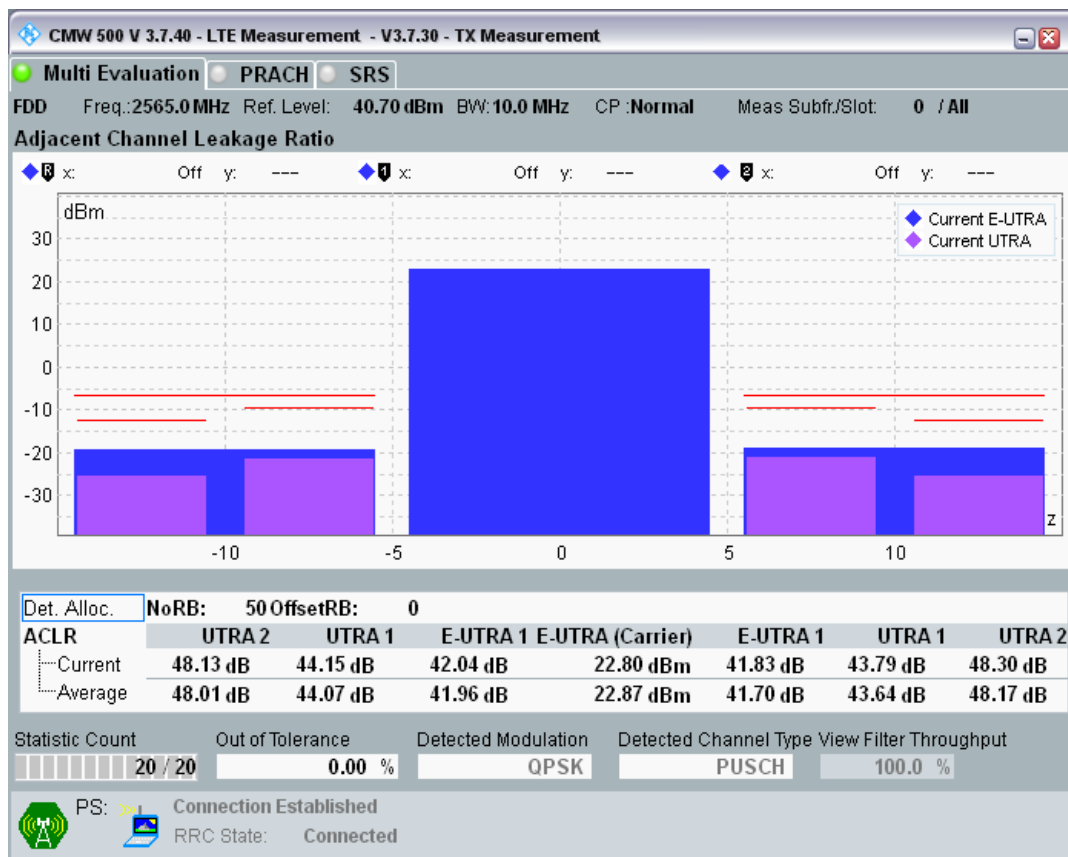 CMW 500 V 3.7.40 - LTE Measurement - V3.7.30 - TX Measurement
Multi Evaluation PRACH SRS
FDD Freq.:2565.0 MHz Ref. Level: 40.70 dBm BW:10.0 MHz CP :Normal Meas Subfr./Slot: 0 / All
Adjacent Channel Leakage Ratio
R x: Off y: --- 1 x: Off y: --- 2 x: Off y: ---
dBm
Current E-UTRA
Current UTRA
30
20
10
0
-10
-20
-30
z
-10 -5 0 5 10
Det. Alloc. NoRB: 50 OffsetRB: 0
ACLR UTRA 2 UTRA 1 E-UTRA 1 E-UTRA (Carrier) E-UTRA 1 UTRA 1 UTRA 2
Current 48.13 dB 44.15 dB 42.04 dB 22.80 dBm 41.83 dB 43.79 dB 48.30 dB
Average 48.01 dB 44.07 dB 41.96 dB 22.87 dBm 41.70 dB 43.64 dB 48.17 dB
Statistic Count Out of Tolerance Detected Modulation Detected Channel Type View Filter Throughput
20 / 20 0.00 % QPSK PUSCH 100.0 %
PS: Connection Established
RRC State: Connected